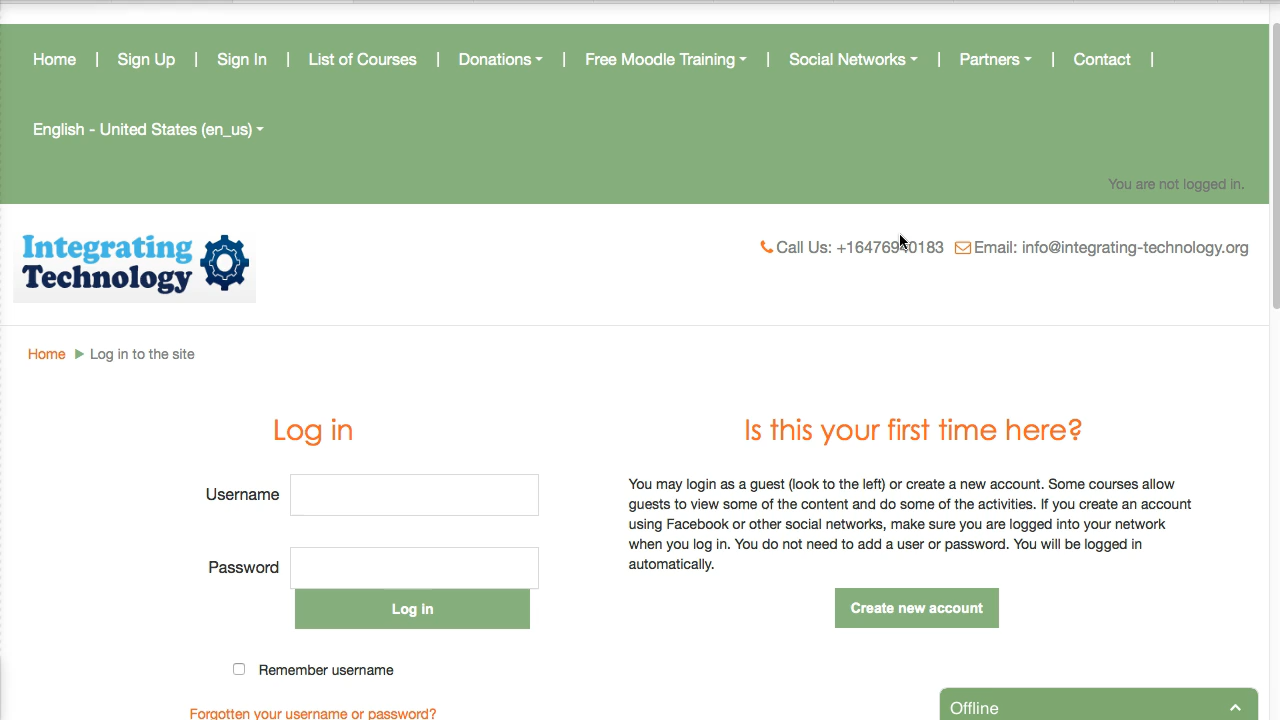 Home | Sign Up | Sign In | List of Courses | Donations | Free Moodle Training | Social Networks | Partners | Contact |
English - United States (en_us)
You are not logged in.
Integrating
Technology
Call Us: +16476940183 Email: info@integrating-technology.org
Home Log in to the site
Log in
Username
Password
Log in
Remember username
Forgotten your username or password?
Is this your first time here?
You may login as a guest (look to the left) or create a new account. Some courses allow
guests to view some of the content and do some of the activities. If you create an account
using Facebook or other social networks, make sure you are logged into your network
when you log in. You do not need to add a user or password. You will be logged in
automatically.
Create new account
Offline